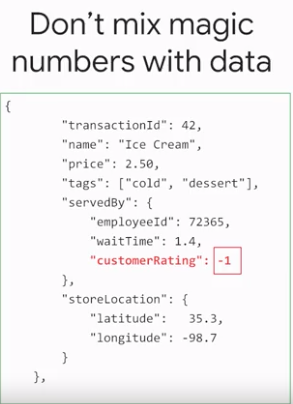 Don't mix magic
numbers with data
{
"transactionId": 42,
"name": "Ice Cream",
"price": 2.50,
"tags": ["cold", "dessert"],
"servedBy": {
"employeeId": 72365,
"waitTime": 1.4,
"customerRating": -1
},
"storeLocation": {
"latitude": 35.3,
"longitude": -98.7
}
},